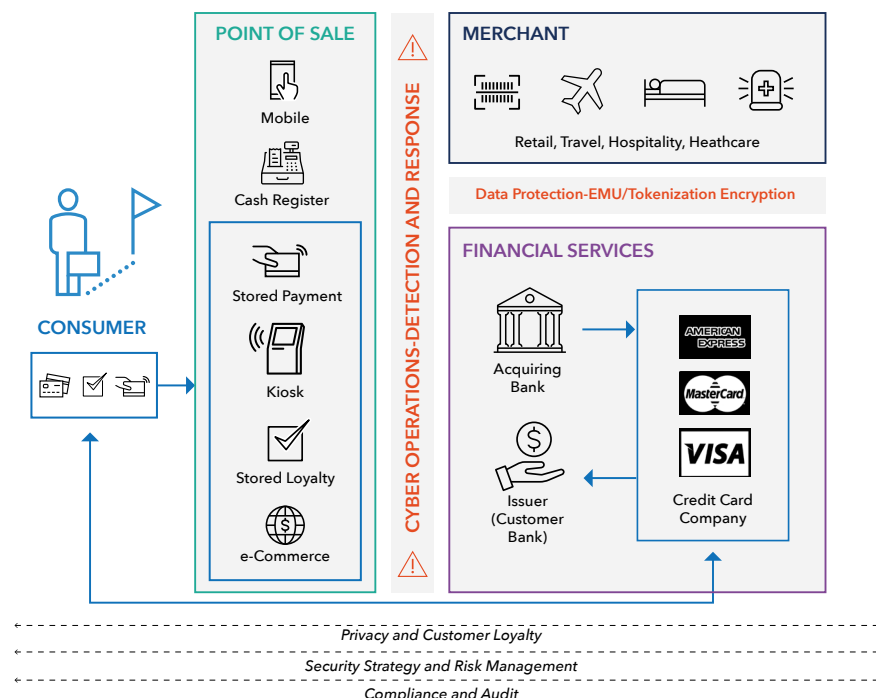 POINT OF SALE
Mobile
Cash Register
Stored Payment
Kiosk
Stored Loyalty
e-Commerce
CONSUMER
CYBER OPERATIONS-DETECTION AND RESPONSE
MERCHANT
Retail, Travel, Hospitality, Heathcare
Data Protection-EMU/Tokenization Encryption
FINANCIAL SERVICES
Acquiring
Bank
Issuer
(Customer
Bank)
AMERICAN
EXPRESS
MasterCard
VISA
Credit Card
Company
Privacy and Customer Loyalty
Security Strategy and Risk Management
Compliance and Audit